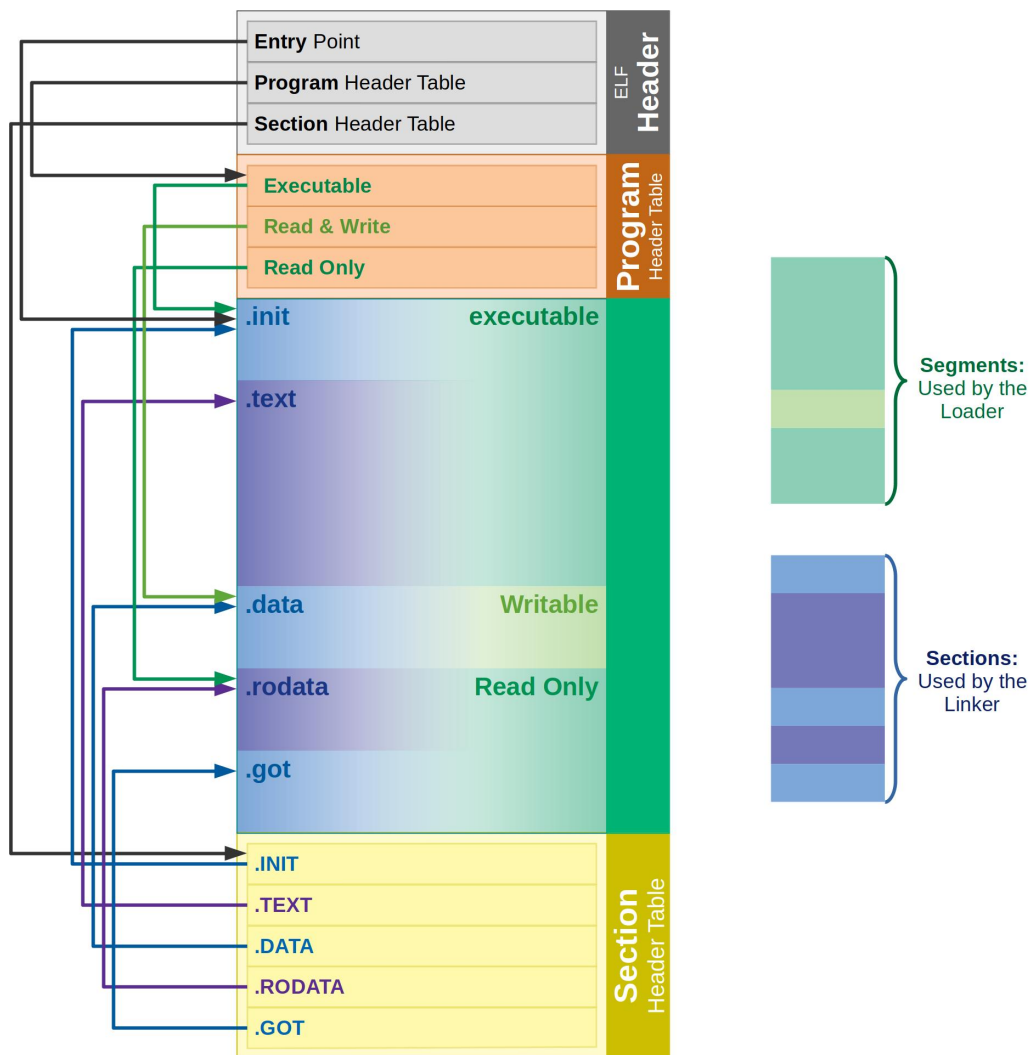 Entry Point
Program Header Table
Section Header Table
ELF
Header
Executable
Read & Write
Read Only
Program
Header Table
.init
executable
.text
.data
Writable
.rodata
Read Only
.got
.INIT
.TEXT
.DATA
.RODATA
.GOT
Section
Header Table
Segments:
Used by the
Loader
Sections:
Used by the
Linker